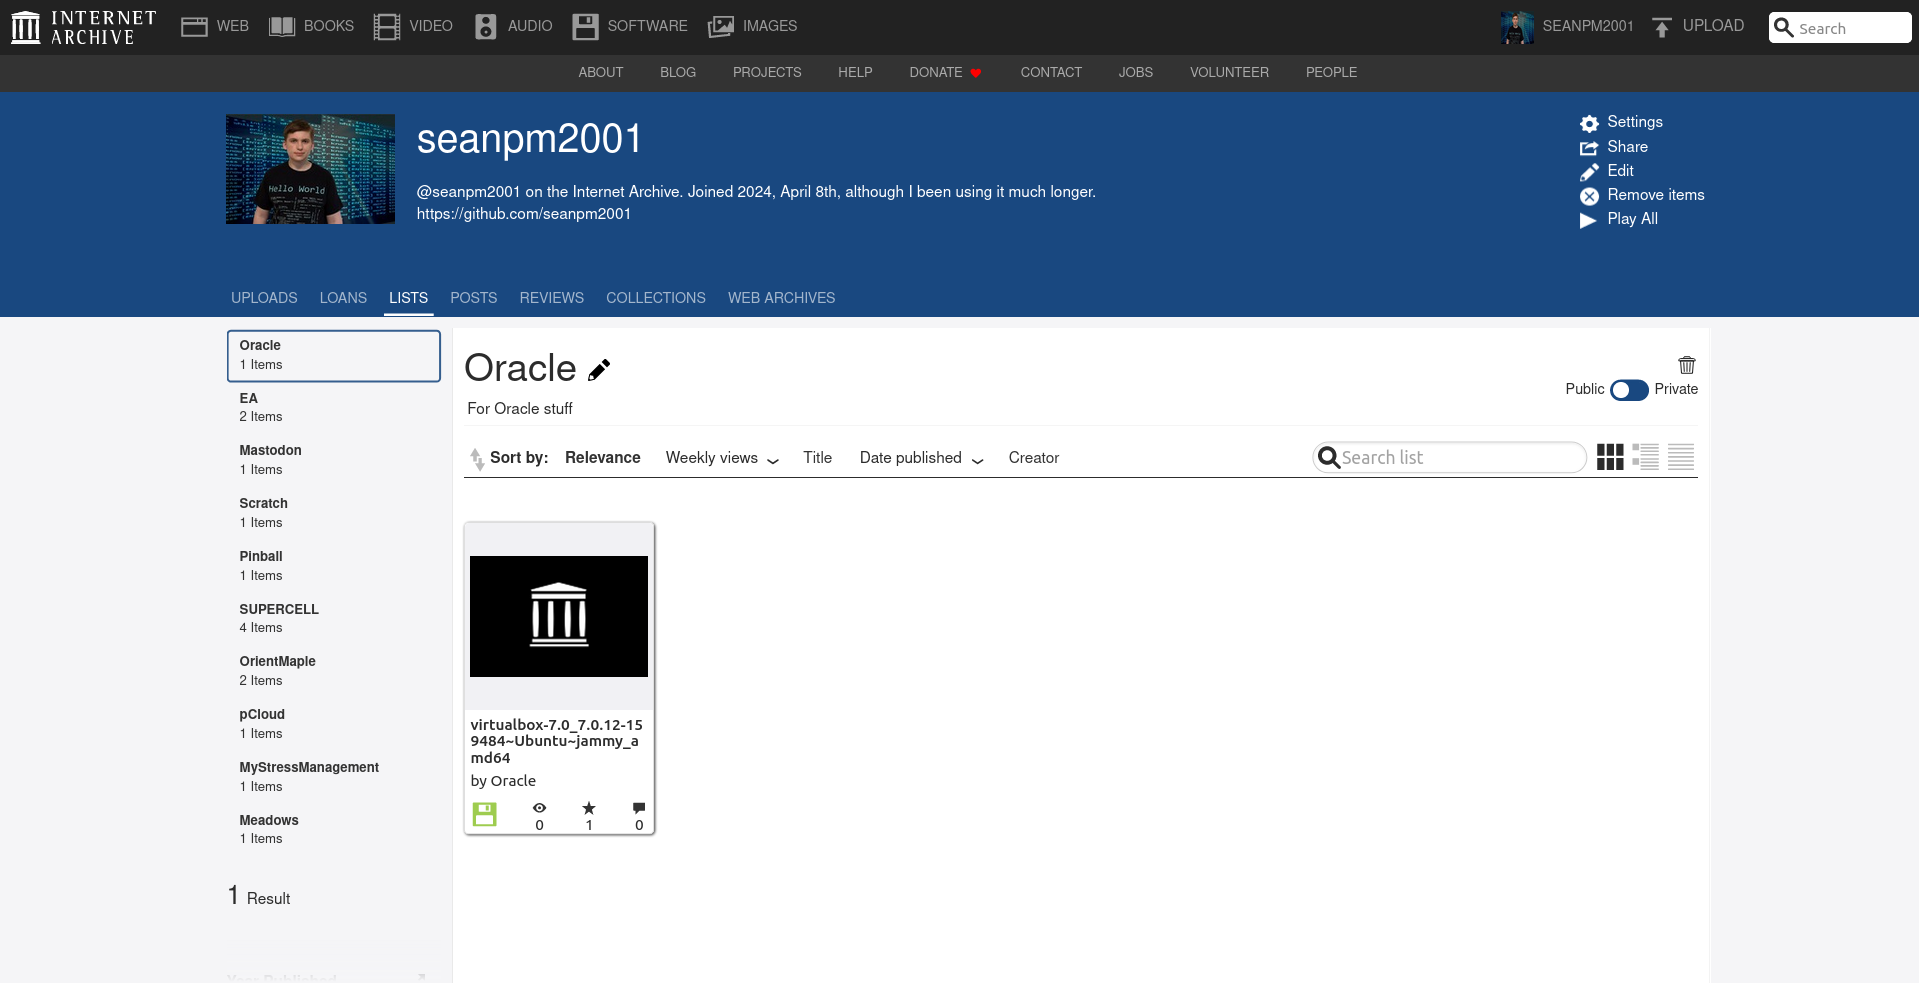 INTERNET ARCHIVE
WEB BOOKS VIDEO AUDIO SOFTWARE IMAGES SEANPM2001 UPLOAD Search
ABOUT BLOG PROJECTS HELP DONATE CONTACT JOBS VOLUNTEER PEOPLE
Hello World
seanpm2001
@seanpm2001 on the Internet Archive. Joined 2024, April 8th, although I been using it much longer.
https://github.com/seanpm2001
Settings
Share
Edit
Remove items
Play All
UPLOADS LOANS LISTS POSTS REVIEWS COLLECTIONS WEB ARCHIVES
Oracle
1 Items
EA
2 Items
Mastodon
1 Items
Scratch
1 Items
Pinball
1 Items
SUPERCELL
4 Items
OrientMaple
2 Items
pCloud
1 Items
MyStressManagement
1 Items
Meadows
1 Items
1 Result
Year Published
Oracle
For Oracle stuff
Public Private
Sort by: Relevance Weekly views Title Date published Creator
Search list
virtualbox-7.0_7.0.12-15
9484~Ubuntu~jammy_a
md64
by Oracle
0 1 0